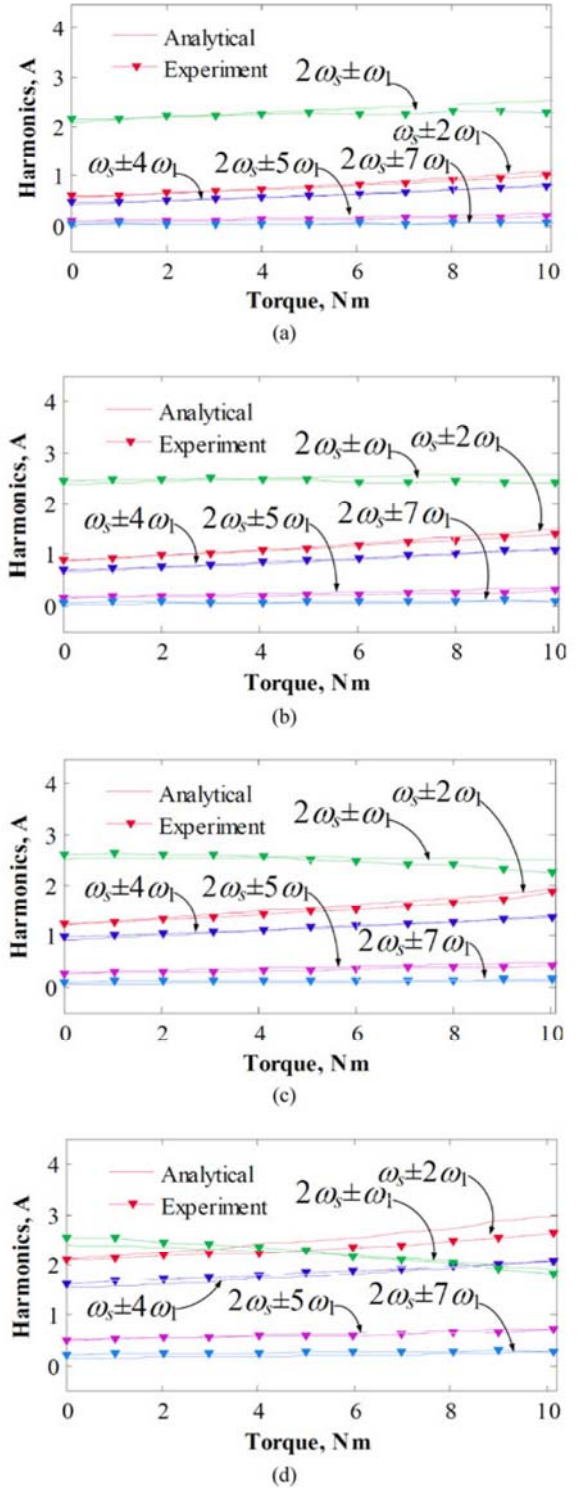 4
Analytical
Experiment
2ωs±ω1
3
Harmonics, A
2
ωs±2ω1
ωs±4ω1
2ωs±5ω1
2ωs±7ω1
1
0
0 2 4 6 8 10
Torque, Nm
(a)
4
Analytical
Experiment
ωs±2ω1
2ωs±ω1
3
Harmonics, A
2
ωs±4ω1
2ωs±5ω1
2ωs±7ω1
1
0
0 2 4 6 8 10
Torque, Nm
(b)
4
Analytical
ωs±2ω1
Experiment
2ωs±ω1
3
Harmonics, A
2
ωs±4ω1
2ωs±5ω1
1
2ωs±7ω1
0
0 2 4 6 8 10
Torque, Nm
(c)
4
Analytical
ωs±2ω1
Experiment
2ωs±ω1
3
Harmonics, A
2
1
ωs±4ω1
2ωs±5ω1
2ωs±7ω1
0
0 2 4 6 8 10
Torque, Nm
(d)